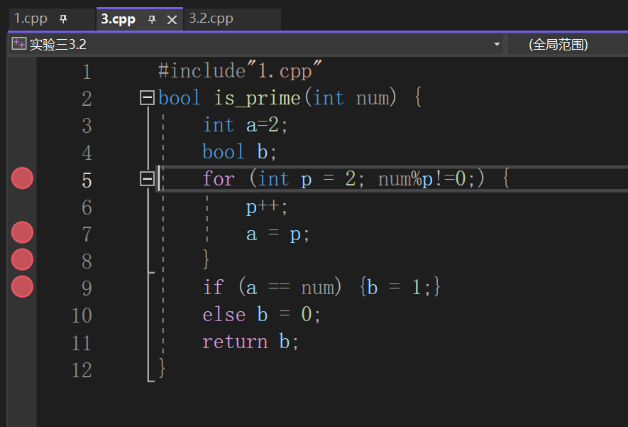 1.cpp 3.cpp 3.2.cpp
实验三3.2 (全局范围)
1 #include"1.cpp"
2 bool is_prime(int num) {
3 int a=2;
4 bool b;
5 for (int p = 2; num%p!=0;) {
6 p++;
7 a = p;
8 }
9 if (a == num) {b = 1;}
10 else b = 0;
11 return b;
12 }